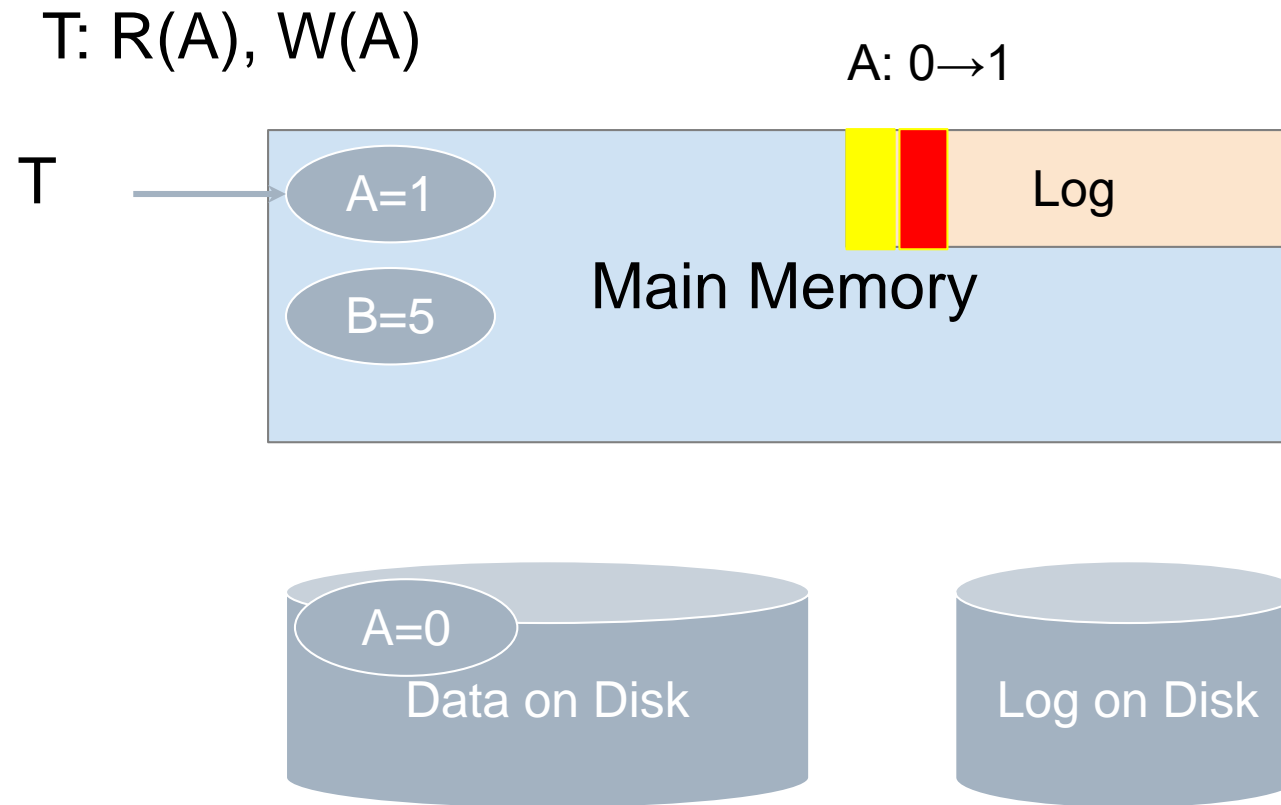 T: R(A), W(A)
A: 0→1
T
A=1
Log
B=5
Main Memory
A=0
Data on Disk
Log on Disk